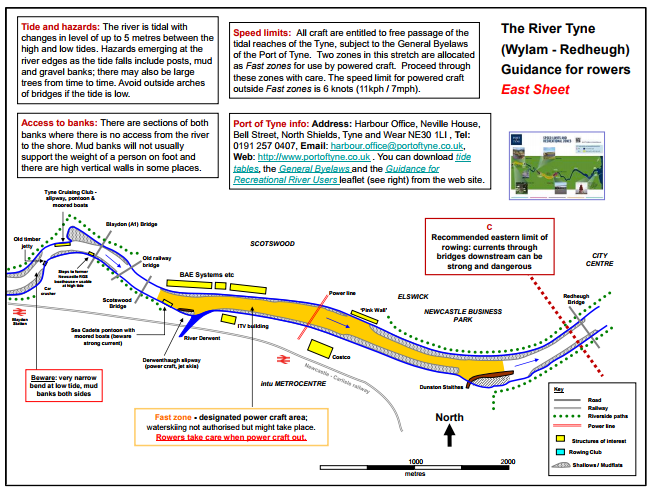 Tide and hazards: The river is tidal with
changes in level of up to 5 metres between the
high and low tides. Hazards emerging at the
river edges as the tide falls include posts, mud
and gravel banks; there may also be large
trees from time to time. Avoid outside arches
of bridges if the tide is low.
Speed limits: All craft are entitled to free passage of the
tidal reaches of the Tyne, subject to the General Byelaws
of the Port of Tyne. Two zones in this stretch are allocated
as Fast zones for use by powered craft. Proceed through
these zones with care. The speed limit for powered craft
outside Fast zones is 6 knots (11kph / 7mph).
The River Tyne
(Wylam - Redheugh)
Guidance for rowers
East Sheet
Access to banks: There are sections of both
banks where there is no access from the river
to the shore. Mud banks will not usually
support the weight of a person on foot and
there are high vertical walls in some places.
Port of Tyne info: Address: Harbour Office, Neville House,
Bell Street, North Shields, Tyne and Wear NE30 1LI , Tel:
0191 257 0407, Email: harbour.office@portoftyne.co.uk,
Web: http://www.portoftyne.co.uk . You can download tide
tables, the General Byelaws and the Guidance for
Recreational River Users leaflet (see right) from the web site.
Tyne Cruising Club -
slipway, pontoon &
moored boats
Blaydon (A1) Bridge
Old timber
jetty
Old railway
bridge
Steps to former
Newcastle RGS
boathouse - usable
at high tide
Car
crusher
Scotswood
Bridge
Blaydon
Station
SCOTSWOOD
BAE Systems etc
Sea Cadets pontoon with
moored boats (beware
strong current)
River Derwent
ITV building
Derwenthaugh slipway
(power craft, jet skis)
Power line
'Pink Wall'
ELSWICK
NEWCASTLE BUSINESS
PARK
Costco
intu METROCENTRE
Newcastle - Carlisle railway
Dunston Staithes
C
Recommended eastern limit of
rowing: currents through
bridges downstream can be
strong and dangerous
CITY
CENTRE
Redheugh
Bridge
Beware: very narrow
bend at low tide, mud
banks both sides
Fast zone - designated power craft area;
waterskiing not authorised but might take place.
Rowers take care when power craft out.
North
1000
2000
metres
Key
Road
Railway
Riverside paths
Power line
Structures of interest
Rowing Club
Shallows / Mudflats